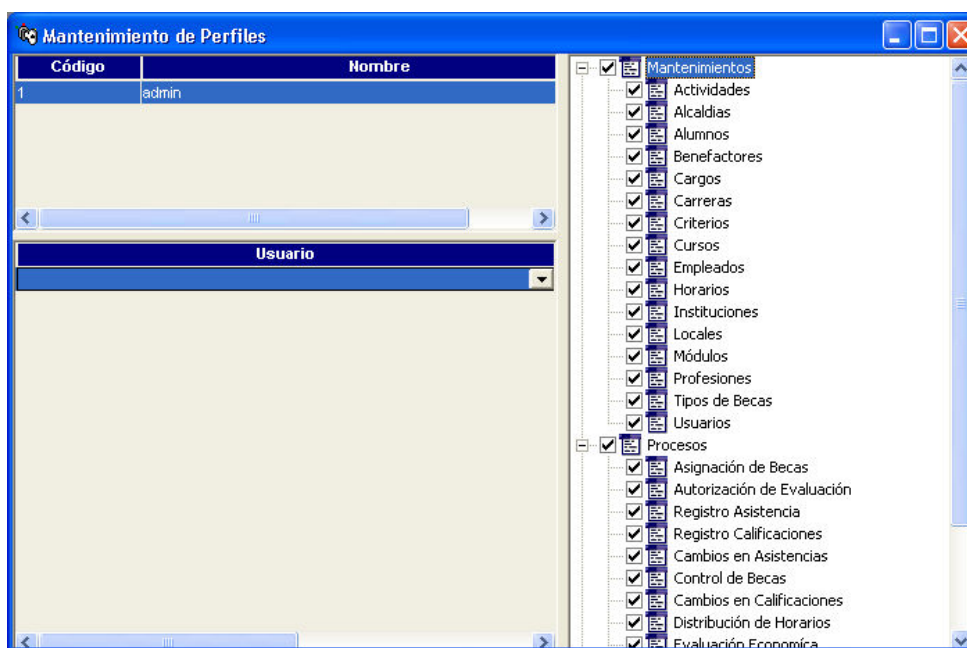 Mantenimiento de Perfiles
Código Nombre
1 admin
Usuario
Mantenimientos
Actividades
Alcaldias
Alumnos
Benefactores
Cargos
Carreras
Criterios
Cursos
Empleados
Horarios
Instituciones
Locales
Módulos
Profesiones
Tipos de Becas
Usuarios
Procesos
Asignación de Becas
Autorización de Evaluación
Registro Asistencia
Registro Calificaciones
Cambios en Asistencias
Control de Becas
Cambios en Calificaciones
Distribución de Horarios
Evaluación Economíca